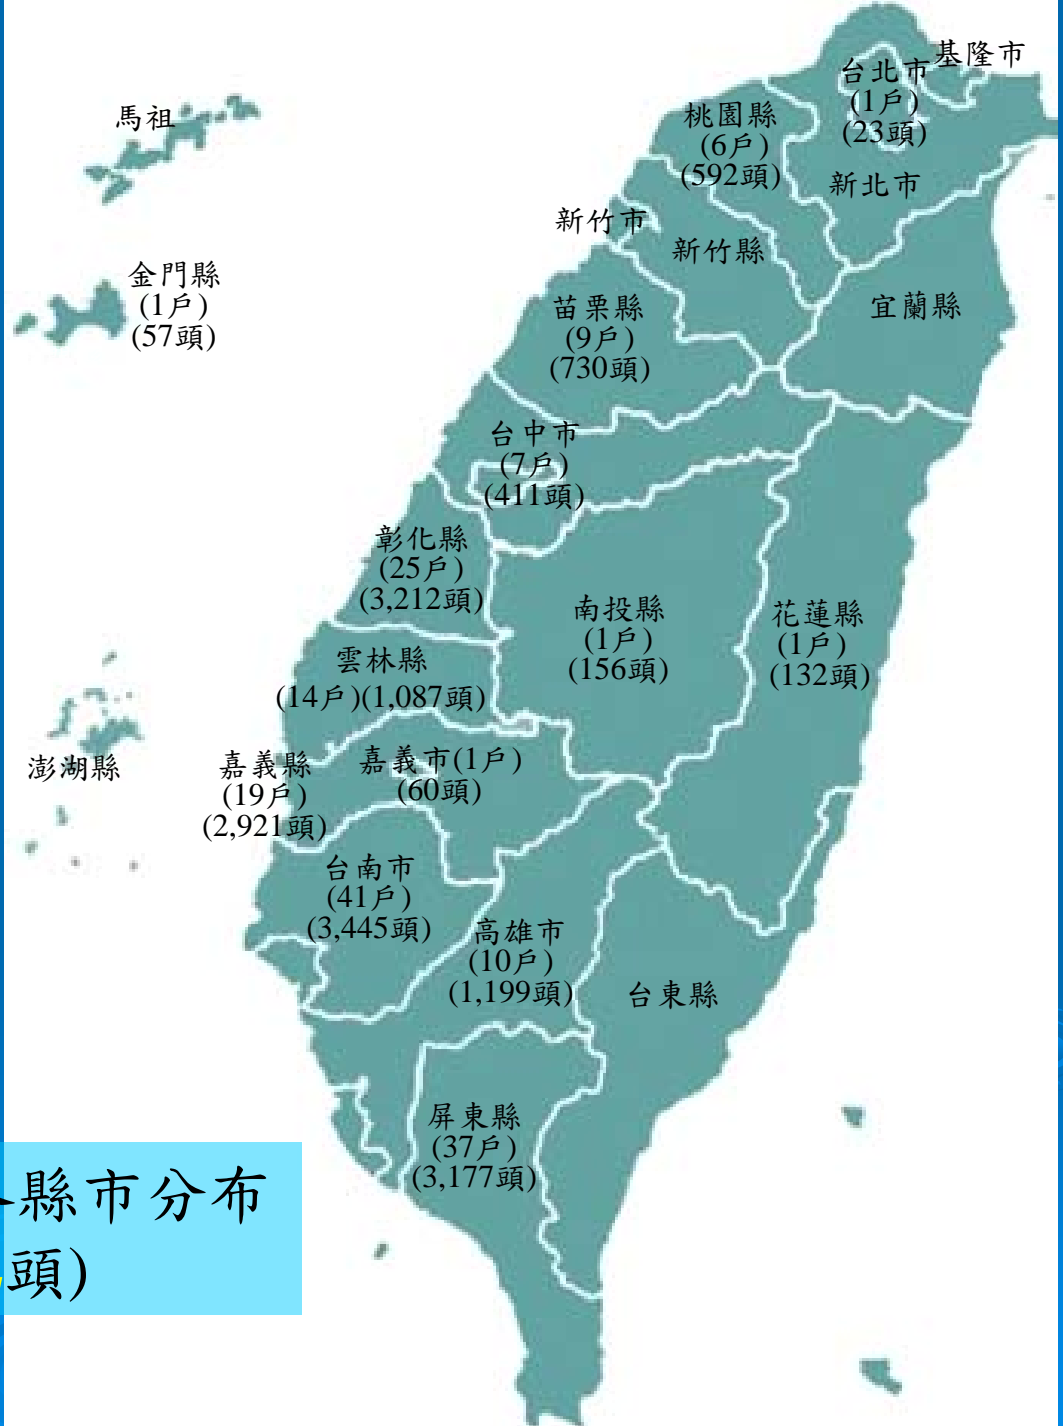 基隆市
台北市
(1戶)
(23頭)
桃園縣
(6戶)
(592頭)
新北市
馬祖
新竹市
新竹縣
金門縣
(1戶)
(57頭)
宜蘭縣
苗栗縣
(9戶)
(730頭)
台中市
(7戶)
(411頭)
彰化縣
(25戶)
(3,212頭)
南投縣
(1戶)
(156頭)
花蓮縣
(1戶)
(132頭)
雲林縣
(14戶)(1,087頭)
澎湖縣
嘉義縣
(19戶)
(2,921頭)
嘉義市(1戶)
(60頭)
台南市
(41戶)
(3,445頭)
高雄市
(10戶)
(1,199頭)
台東縣
屏東縣
(37戶)
(3,177頭)
縣市分布
頭)